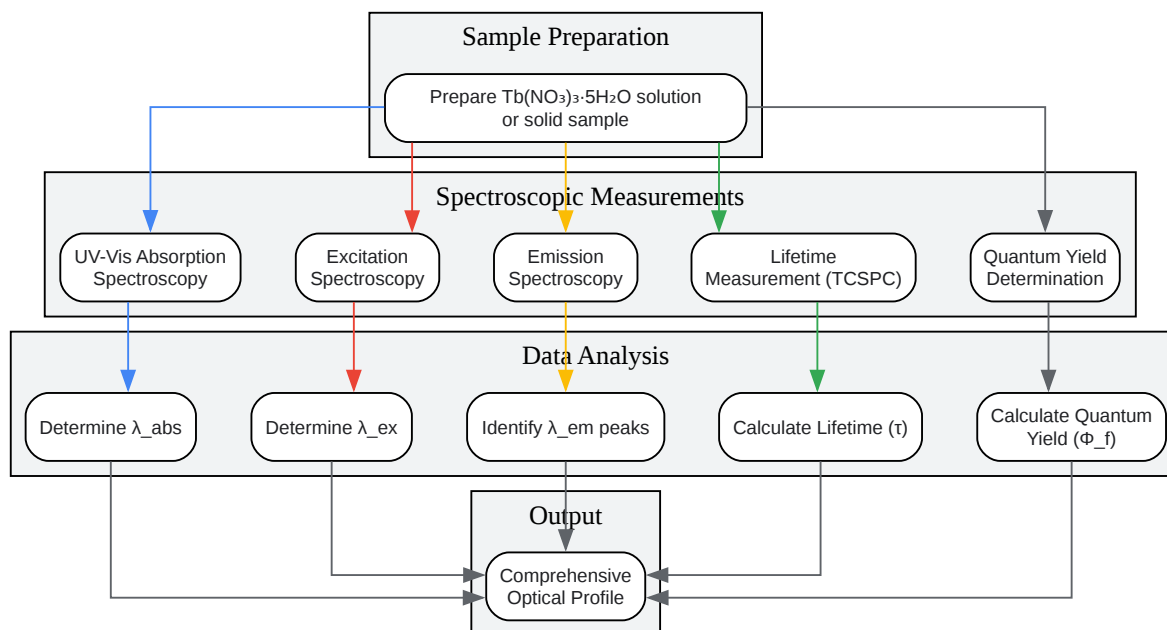 Sample Preparation
Prepare Tb(NO₃)₃·5H₂O solution
or solid sample
Spectroscopic Measurements
UV-Vis Absorption
Spectroscopy
Excitation
Spectroscopy
Emission
Spectroscopy
Lifetime
Measurement (TCSPC)
Quantum Yield
Determination
Data Analysis
Determine λ_abs
Determine λ_ex
Identify λ_em peaks
Calculate Lifetime (τ)
Calculate Quantum
Yield (Φ_f)
Output
Comprehensive
Optical Profile